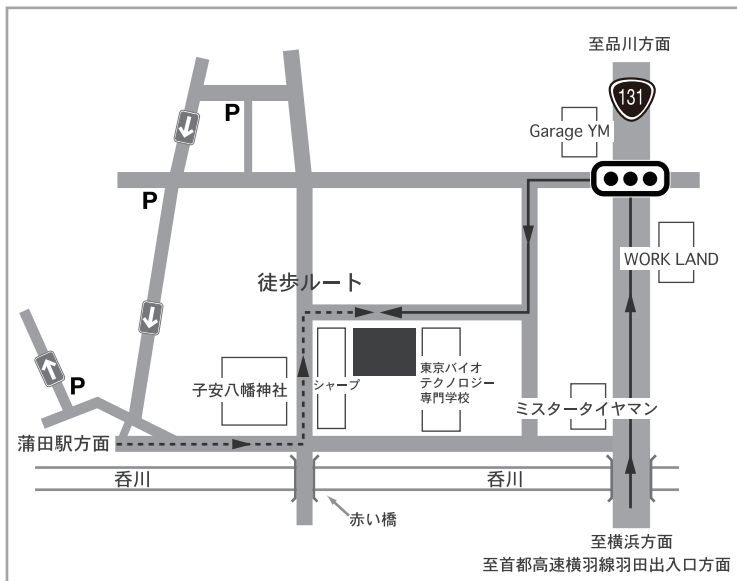 至品川方面
131
P
Garage YM
P
WORK LAND
徒歩ルート
東京バイオ
テクノロジー
専門学校
シャープ
子安八幡神社
P
ミスタータイヤマン
蒲田駅方面
呑川
呑川
赤い橋
至横浜方面
至首都高速横羽線羽田出入口方面